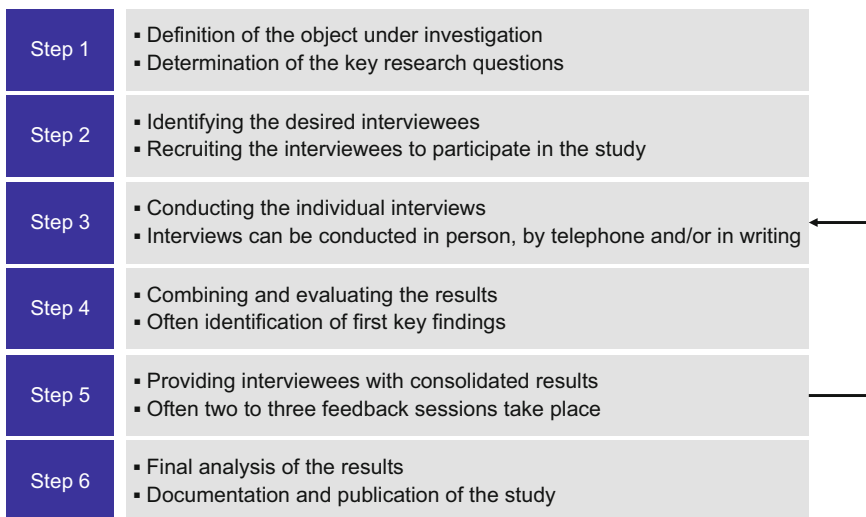 Step 1
▪ Definition of the object under investigation
▪ Determination of the key research questions
Step 2
▪ Identifying the desired interviewees
▪ Recruiting the interviewees to participate in the study
Step 3
▪ Conducting the individual interviews
▪ Interviews can be conducted in person, by telephone and/or in writing
Step 4
▪ Combining and evaluating the results
▪ Often identification of first key findings
Step 5
▪ Providing interviewees with consolidated results
▪ Often two to three feedback sessions take place
Step 6
▪ Final analysis of the results
▪ Documentation and publication of the study